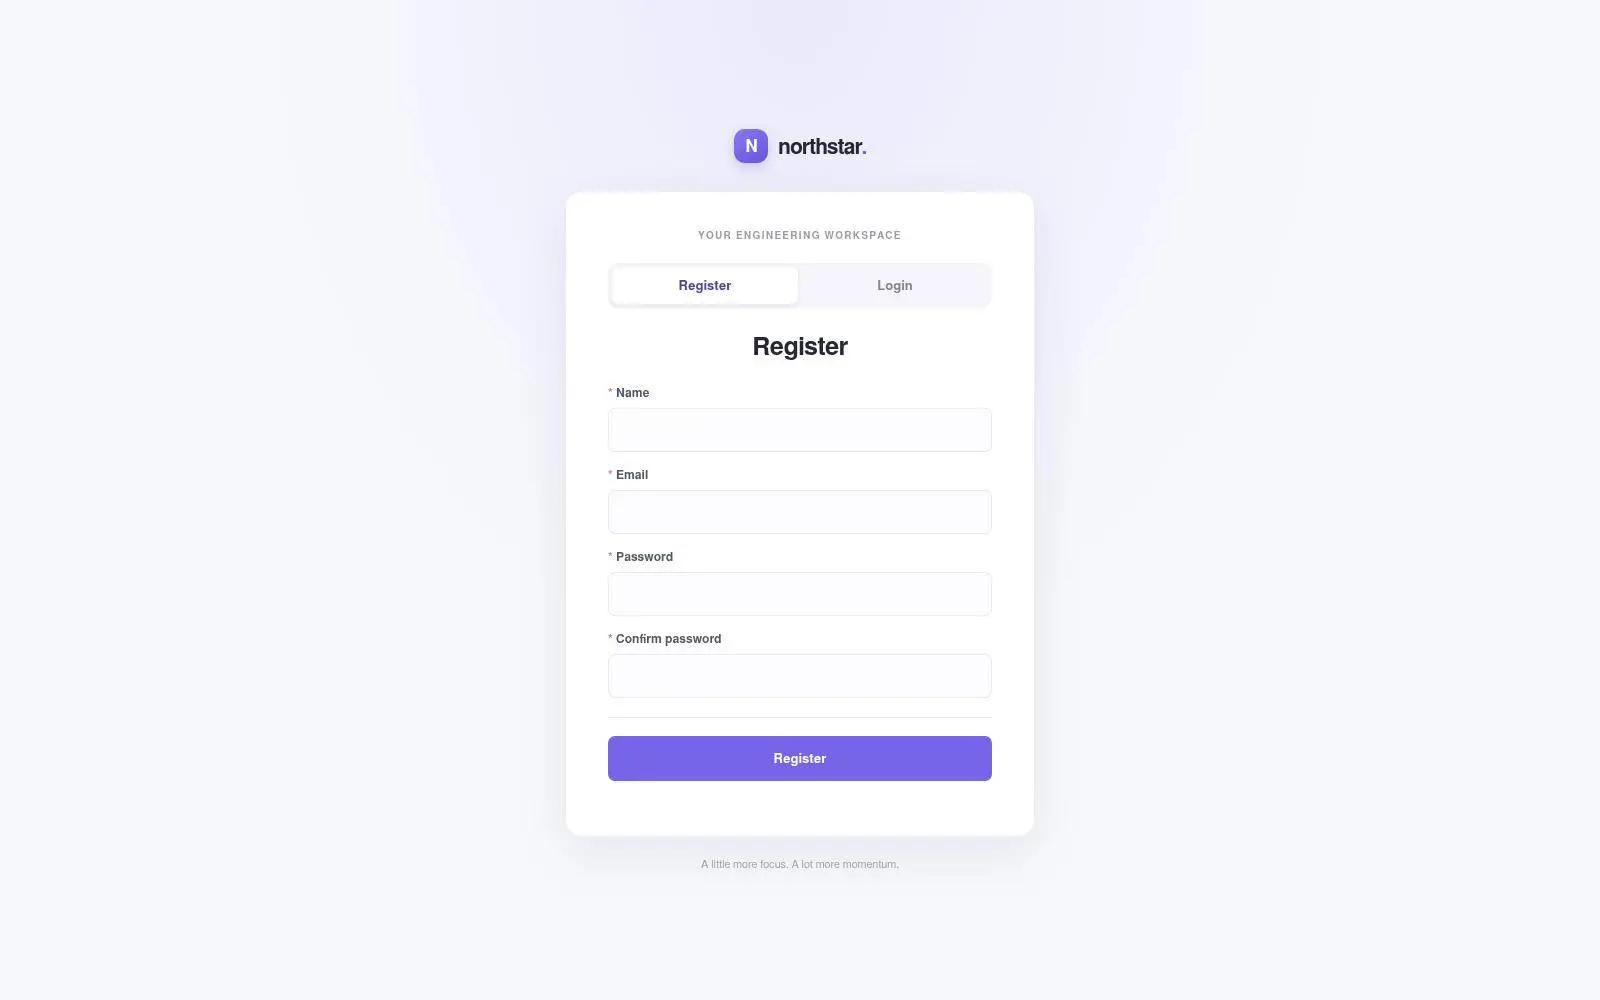 N northstar.
YOUR ENGINEERING WORKSPACE
Register Login
Register
* Name
* Email
* Password
* Confirm password
Register
A little more focus. A lot more momentum.